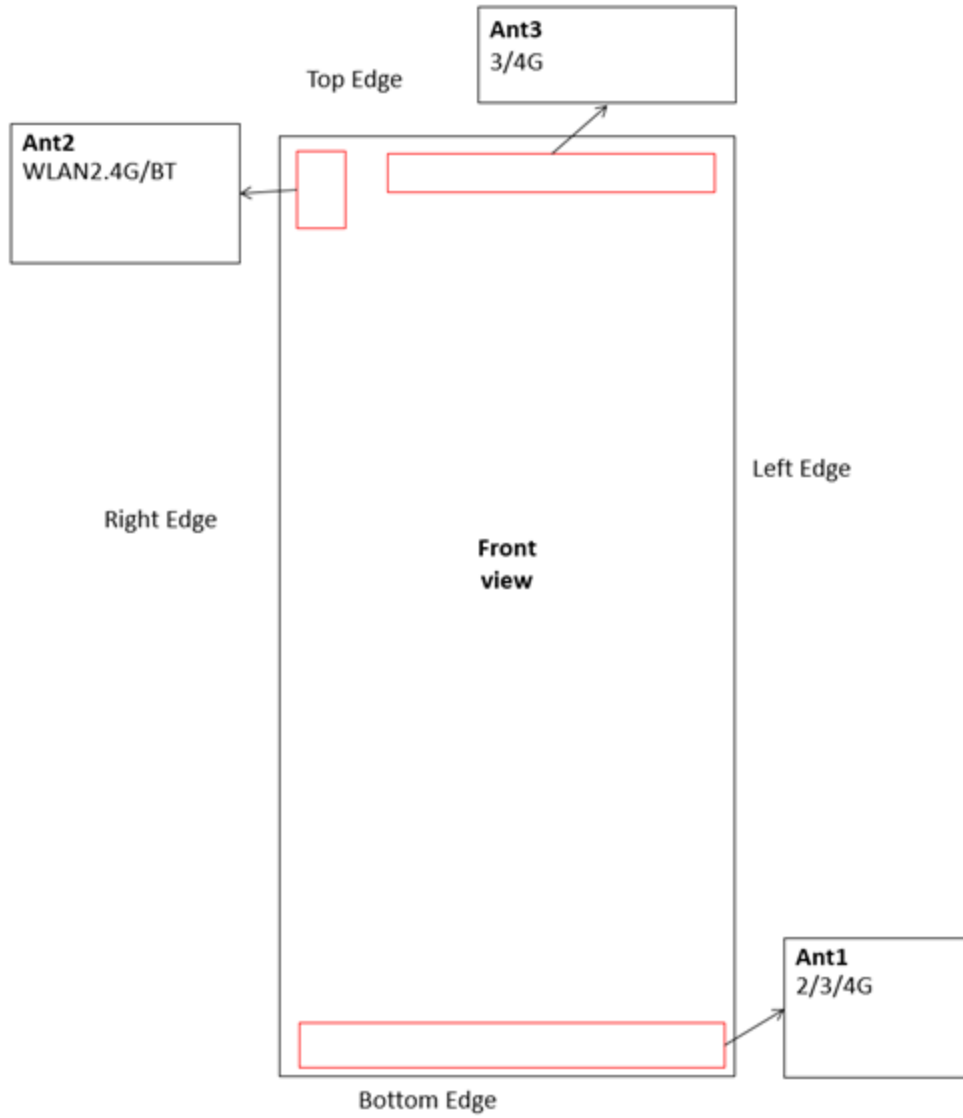 Ant3
3/4G
Top Edge
Ant2
WLAN2.4G/BT
Left Edge
Right Edge
Front
view
Ant1
2/3/4G
Bottom Edge